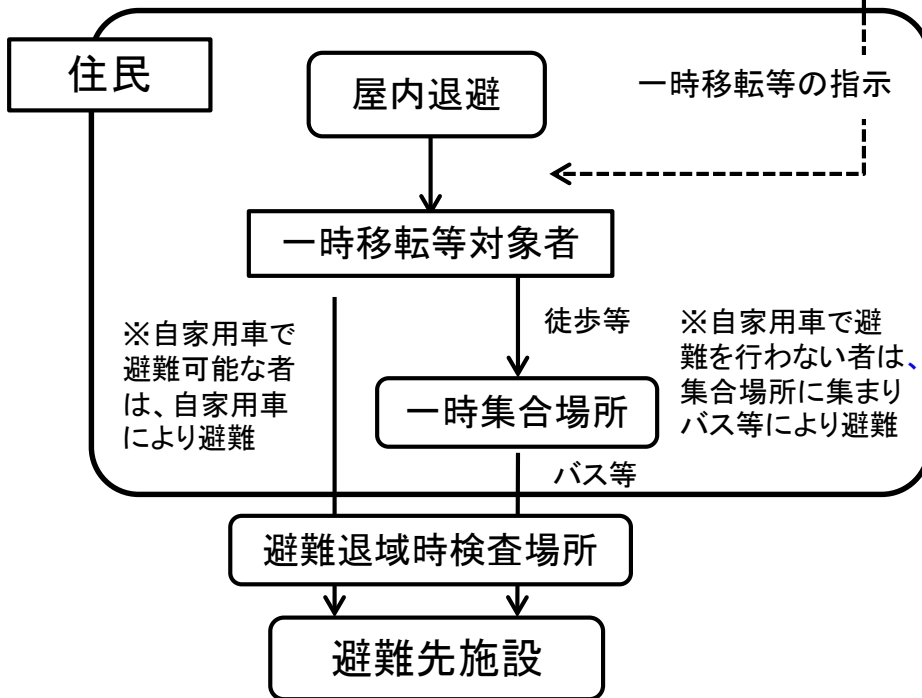 住民
屋内退避
一時移転等の指示
一時移転等対象者
※自家用車で
避難可能な者
は、自家用車
により避難
徒歩等
※自家用車で避
難を行わない者は、
集合場所に集まり
バス等により避難
一時集合場所
バス等
避難退域時検査場所
避難先施設